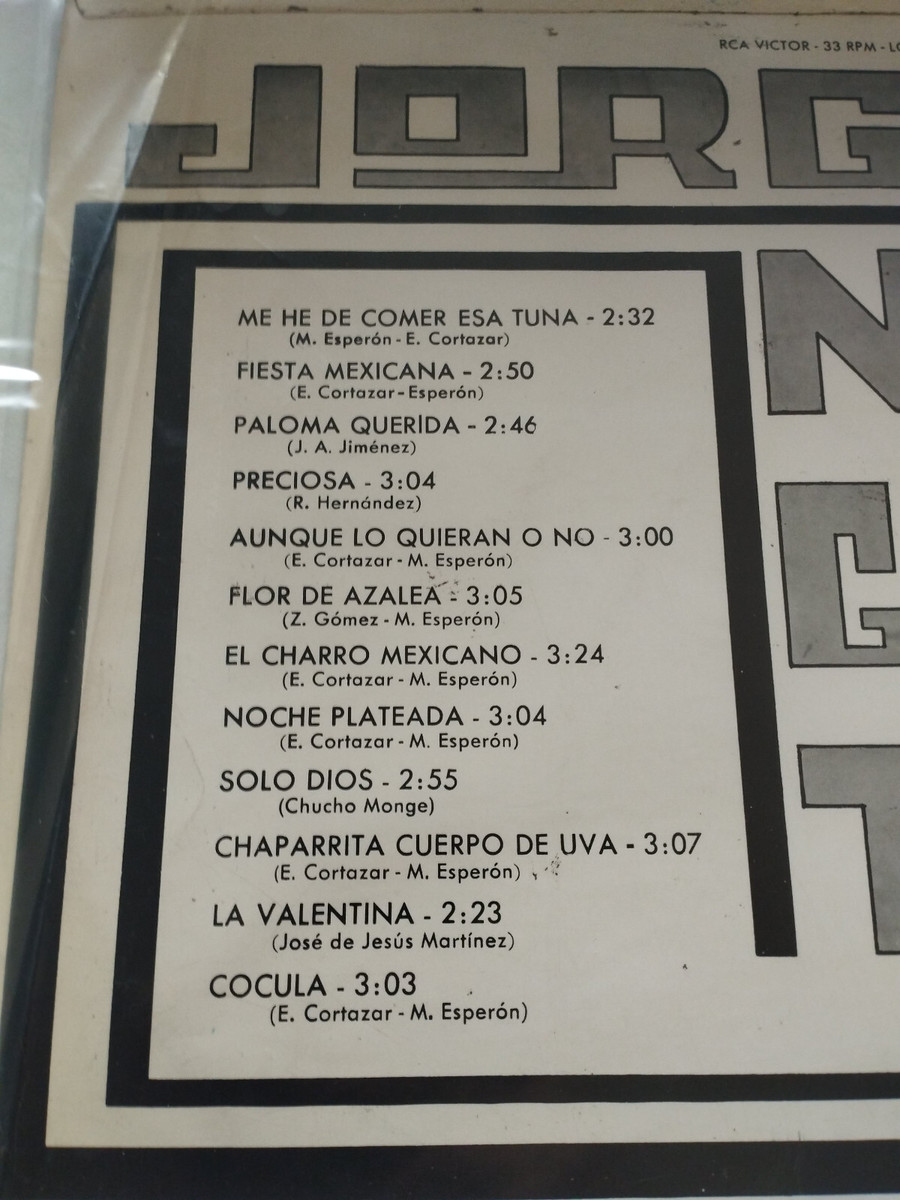 RCA VICTOR - 33 RPM -
JORG
N
G
T
ME HE DE COMER ESA TUNA - 2:32
(M. Esperón - E. Cortazar)
FIESTA MEXICANA - 2:50
(E. Cortazar - Esperón)
PALOMA QUERIDA - 2:46
(J. A. Jiménez)
PRECIOSA - 3:04
(R. Hernández)
AUNQUE LO QUIERAN O NO - 3:00
(E. Cortazar - M. Esperón)
FLOR DE AZALEA - 3:05
(Z. Gómez - M. Esperón)
EL CHARRO MEXICANO - 3:24
(E. Cortazar - M. Esperón)
NOCHE PLATEADA - 3:04
(E. Cortazar - M. Esperón)
SOLO DIOS - 2:55
(Chucho Monge)
CHAPARRITA CUERPO DE UVA - 3:07
(E. Cortazar - M. Esperón)
LA VALENTINA - 2:23
(José de Jesús Martínez)
COCULA - 3:03
(E. Cortazar - M. Esperón)